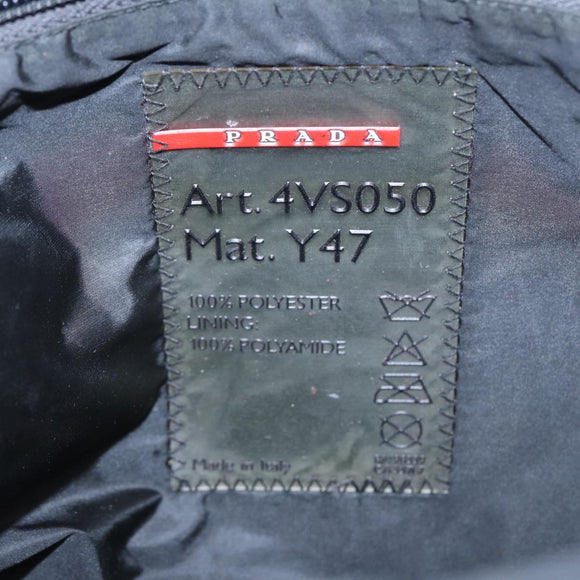 PRADA
Art. 4VS050
Mat. Y47
100% POLYESTER
LINING:
100% POLYAMIDE
Made in Italy